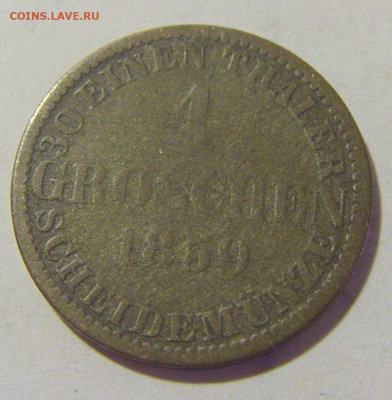 COINS.LAVE.RU
30 EINEN THALER
1
GROSCHEN
1859
SCHEIDEMÜNZE